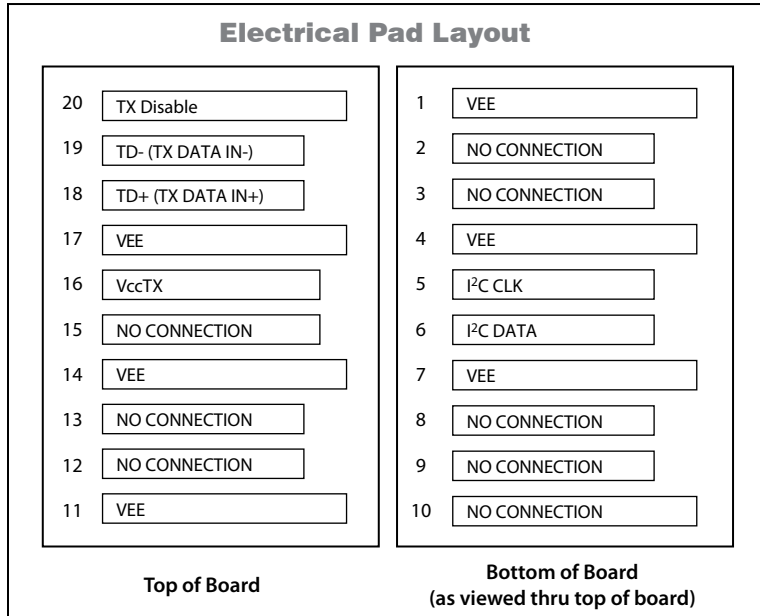 Electrical Pad Layout
20 TX Disable
19 TD- (TX DATA IN-)
18 TD+ (TX DATA IN+)
17 VEE
16 VccTX
15 NO CONNECTION
14 VEE
13 NO CONNECTION
12 NO CONNECTION
11 VEE
Top of Board
1 VEE
2 NO CONNECTION
3 NO CONNECTION
4 VEE
5 I²C CLK
6 I²C DATA
7 VEE
8 NO CONNECTION
9 NO CONNECTION
10 NO CONNECTION
Bottom of Board
(as viewed thru top of board)